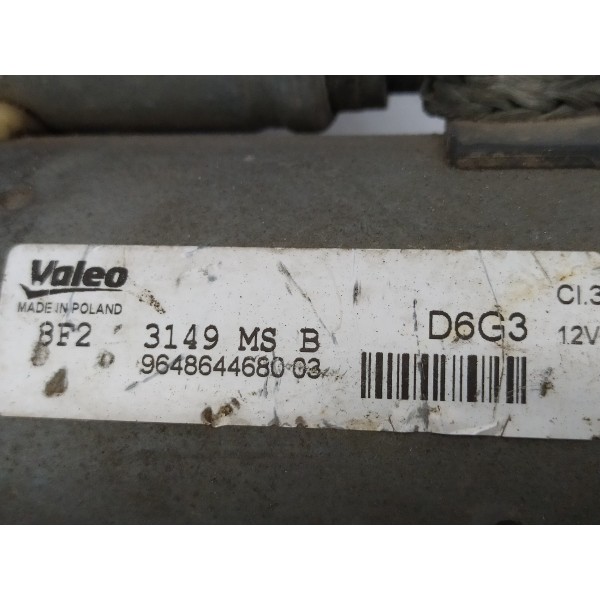 Valeo
MADE IN POLAND
8F2 3149 MS B
9648644680 03
D6G3
Cl.3
12V